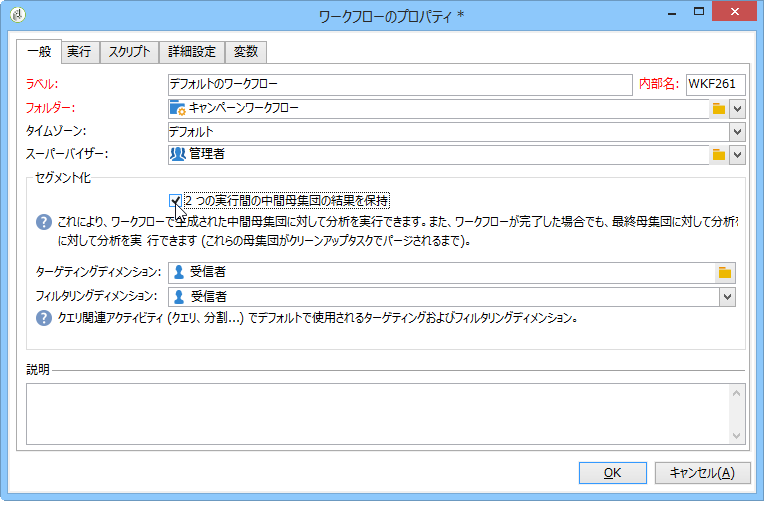 ワークフローのプロパティ *
一般 実行 スクリプト 詳細設定 変数
ラベル: デフォルトのワークフロー 内部名: WKF261
フォルダー: キャンペーンワークフロー
タイムゾーン: デフォルト
スーパーバイザー: 管理者
セグメント化
2 つの実行間の中間母集団の結果を保持
これにより、ワークフローで生成された中間母集団に対して分析を実行できます。また、ワークフローが完了した場合でも、最終母集団に対して分析を
に対して分析を実 行できます (これらの母集団がクリーンアップタスクでパージされるまで)。
ターゲティングディメンション: 受信者
フィルタリングディメンション: 受信者
クエリ関連アクティビティ (クエリ、分割...) でデフォルトで使用されるターゲティングおよびフィルタリングディメンション。
説明
OK キャンセル(A)